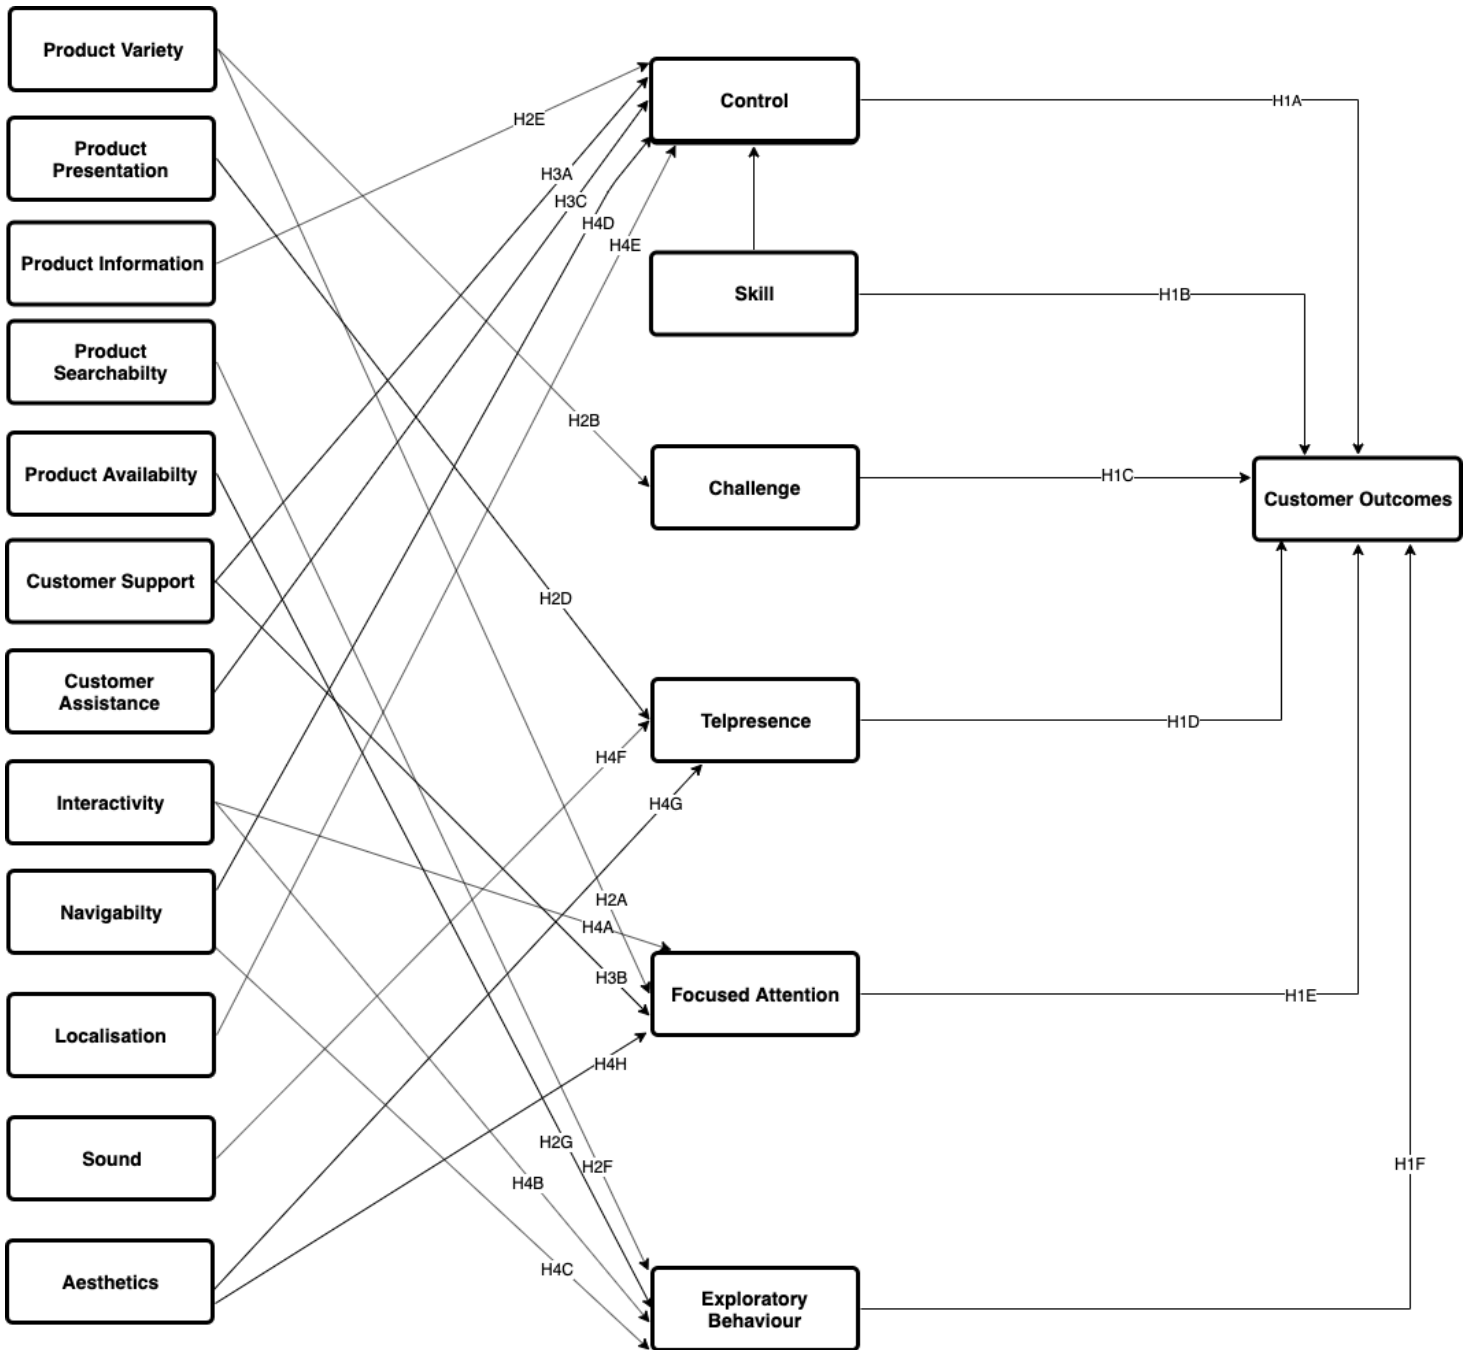 Product Variety
Product
Presentation
Product Information
Product
Searchabilty
Product Availabilty
Customer Support
Customer
Assistance
Interactivity
Navigabilty
Localisation
Sound
Aesthetics
H2E
H3A
H3C
H4D
H4E
H2B
H2D
H4F
H4G
H2A
H4A
H3B
H4H
H2G
H2F
H4B
H4C
Control
Skill
Challenge
Telpresence
Focused Attention
Exploratory
Behaviour
H1A
H1B
H1C
H1D
H1E
H1F
Customer Outcomes